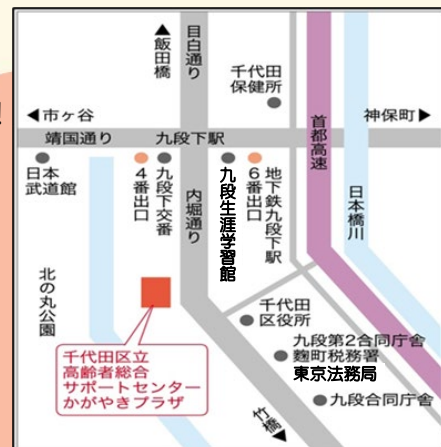 ▲飯田橋
目白通り
千代田
保健所
首都高速
!
◀市ヶ谷
神保町▶
靖国通り
九段下駅
日本
武道館
4番出口
九段下交番
内堀通り
九段生涯学習館
6番出口
地下鉄九段下駅
日本橋川
北の丸公園
千代田区立
高齢者総合
サポートセンター
かがやきプラザ
千代田
区役所
九段第2合同庁舎
麴町税務署
東京法務局
九段合同庁舎
竹橋▼